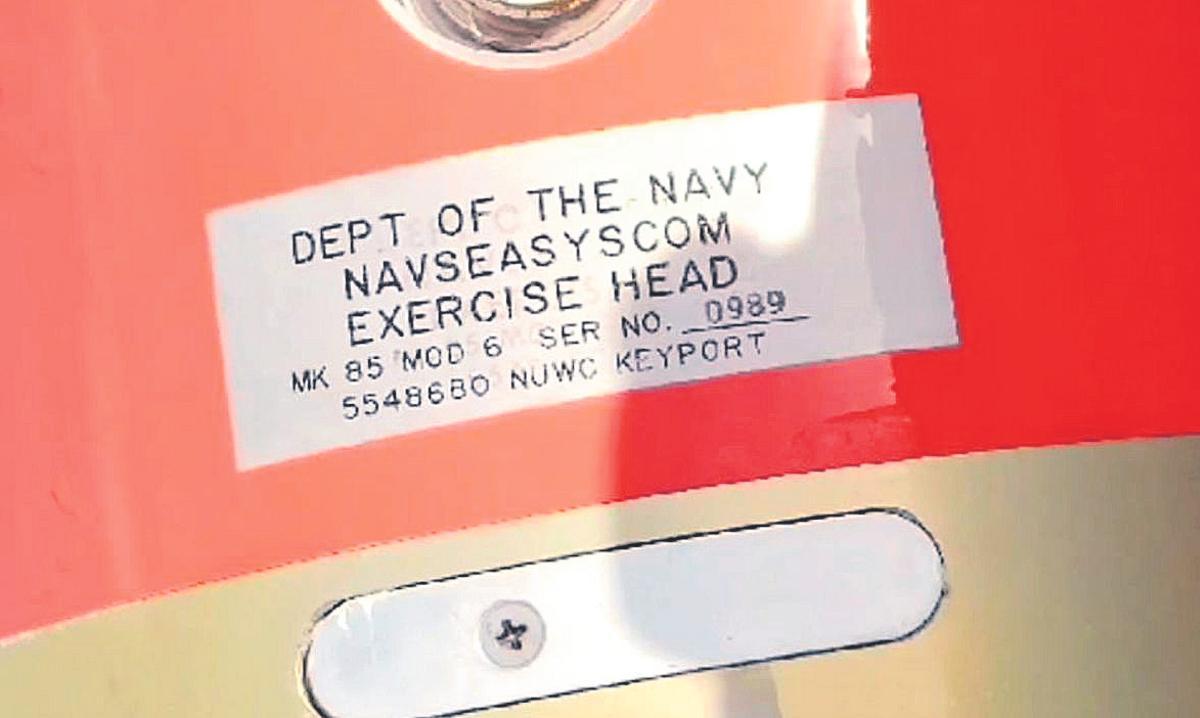 DEPT OF THE NAVY
NAVSEASYSCOM
EXERCISE HEAD
MK 85 MOD 6 SER NO. 0989
5548680 NUWC KEYPORT